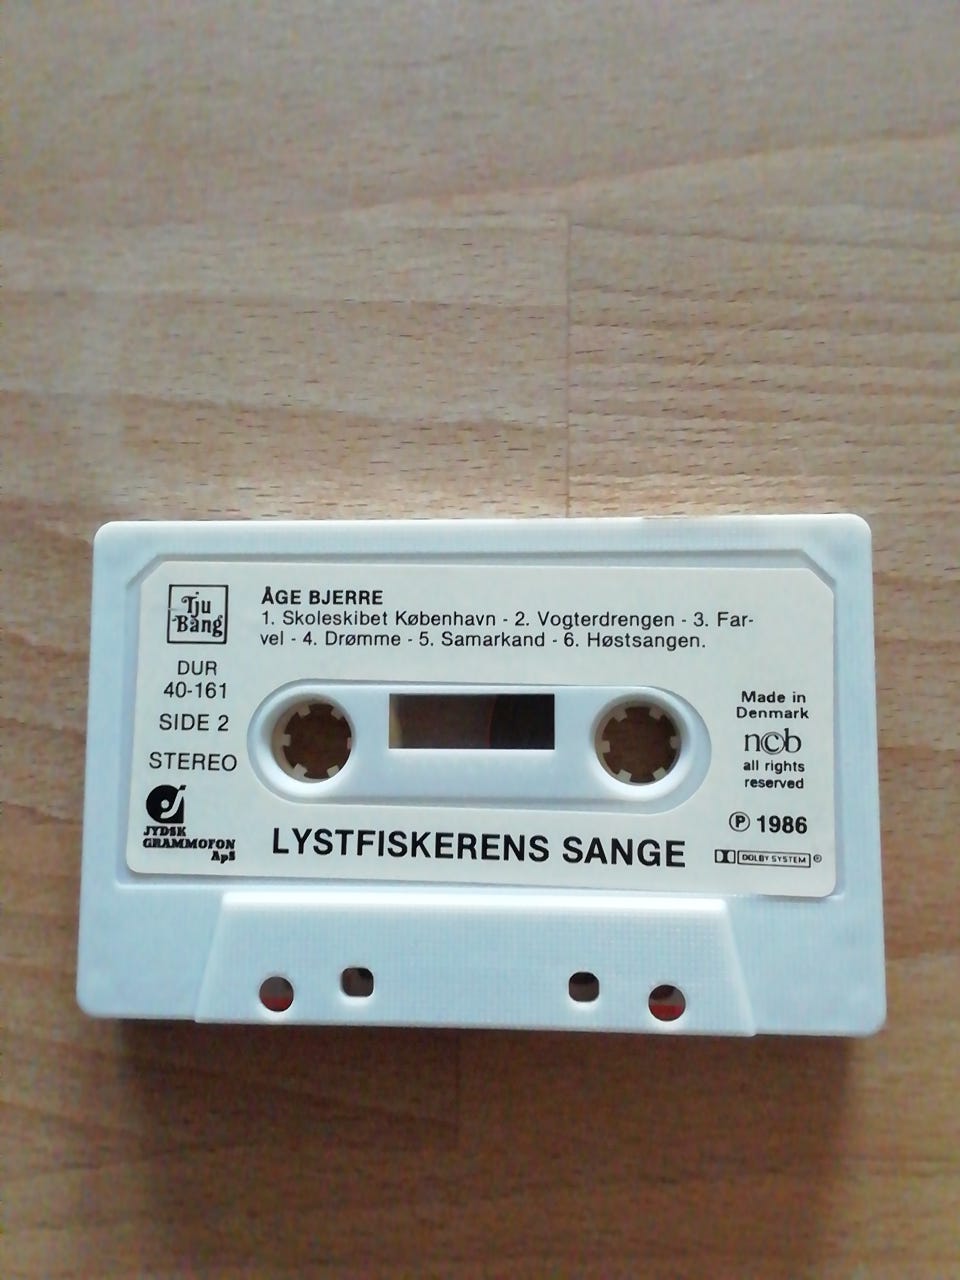 Tju
Bang
ÅGE BJERRE
1. Skoleskibet København - 2. Vogterdrengen - 3. Far-
vel - 4. Drømme - 5. Samarkand - 6. Høstsangen.
DUR
40-161
SIDE 2
STEREO
JYDSK
GRAMMOFON
ApS
LYSTFISKERENS SANGE
Made in
Denmark
ncb
all rights
reserved
℗ 1986
DOLBY SYSTEM ®